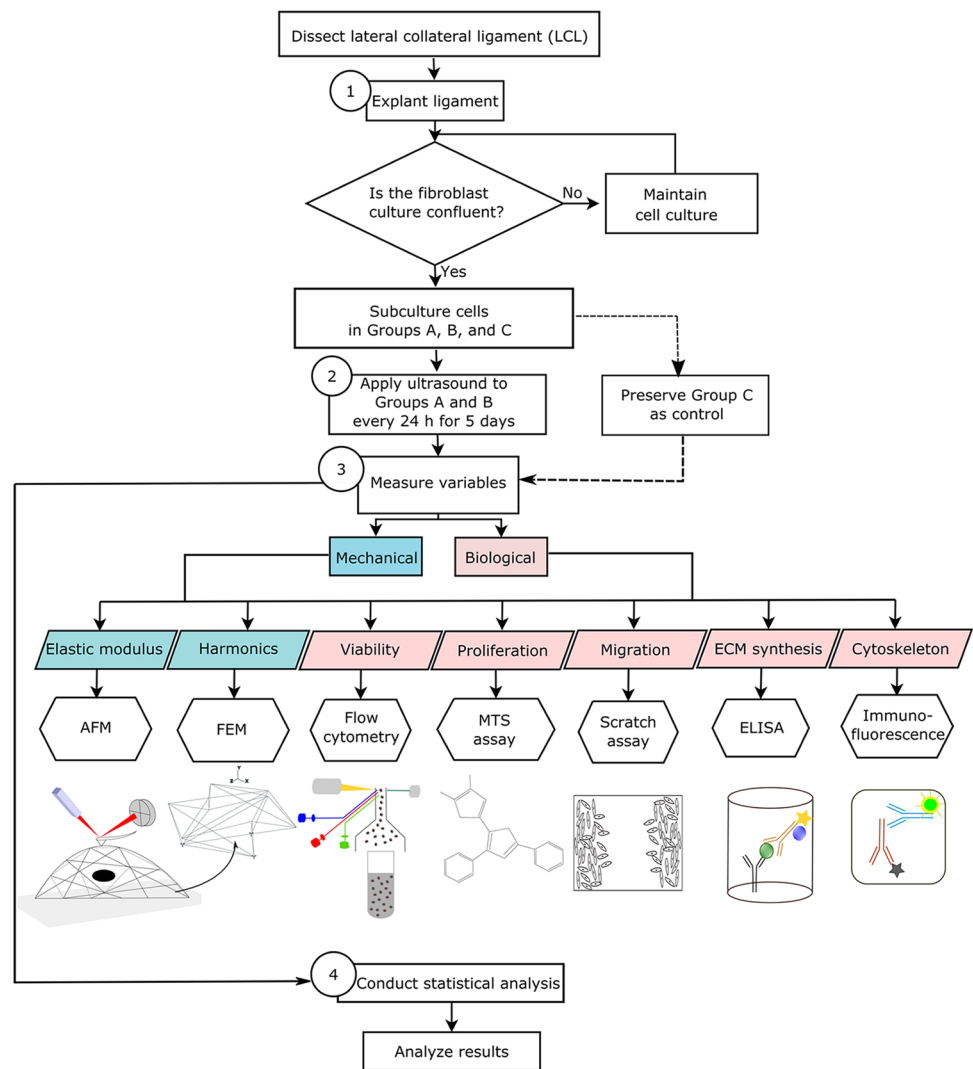 Dissect lateral collateral ligament (LCL)
1
Explant ligament
Is the fibroblast
culture confluent?
No
Maintain
cell culture
Yes
Subculture cells
in Groups A, B, and C
2
Apply ultrasound to
Groups A and B
every 24 h for 5 days
Preserve Group C
as control
3
Measure variables
Mechanical
Biological
Elastic modulus
Harmonics
Viability
Proliferation
Migration
ECM synthesis
Cytoskeleton
AFM
FEM
Flow
cytometry
MTS
assay
Scratch
assay
ELISA
Immuno-
fluorescence
Y
X
Z
4
Conduct statistical analysis
Analyze results